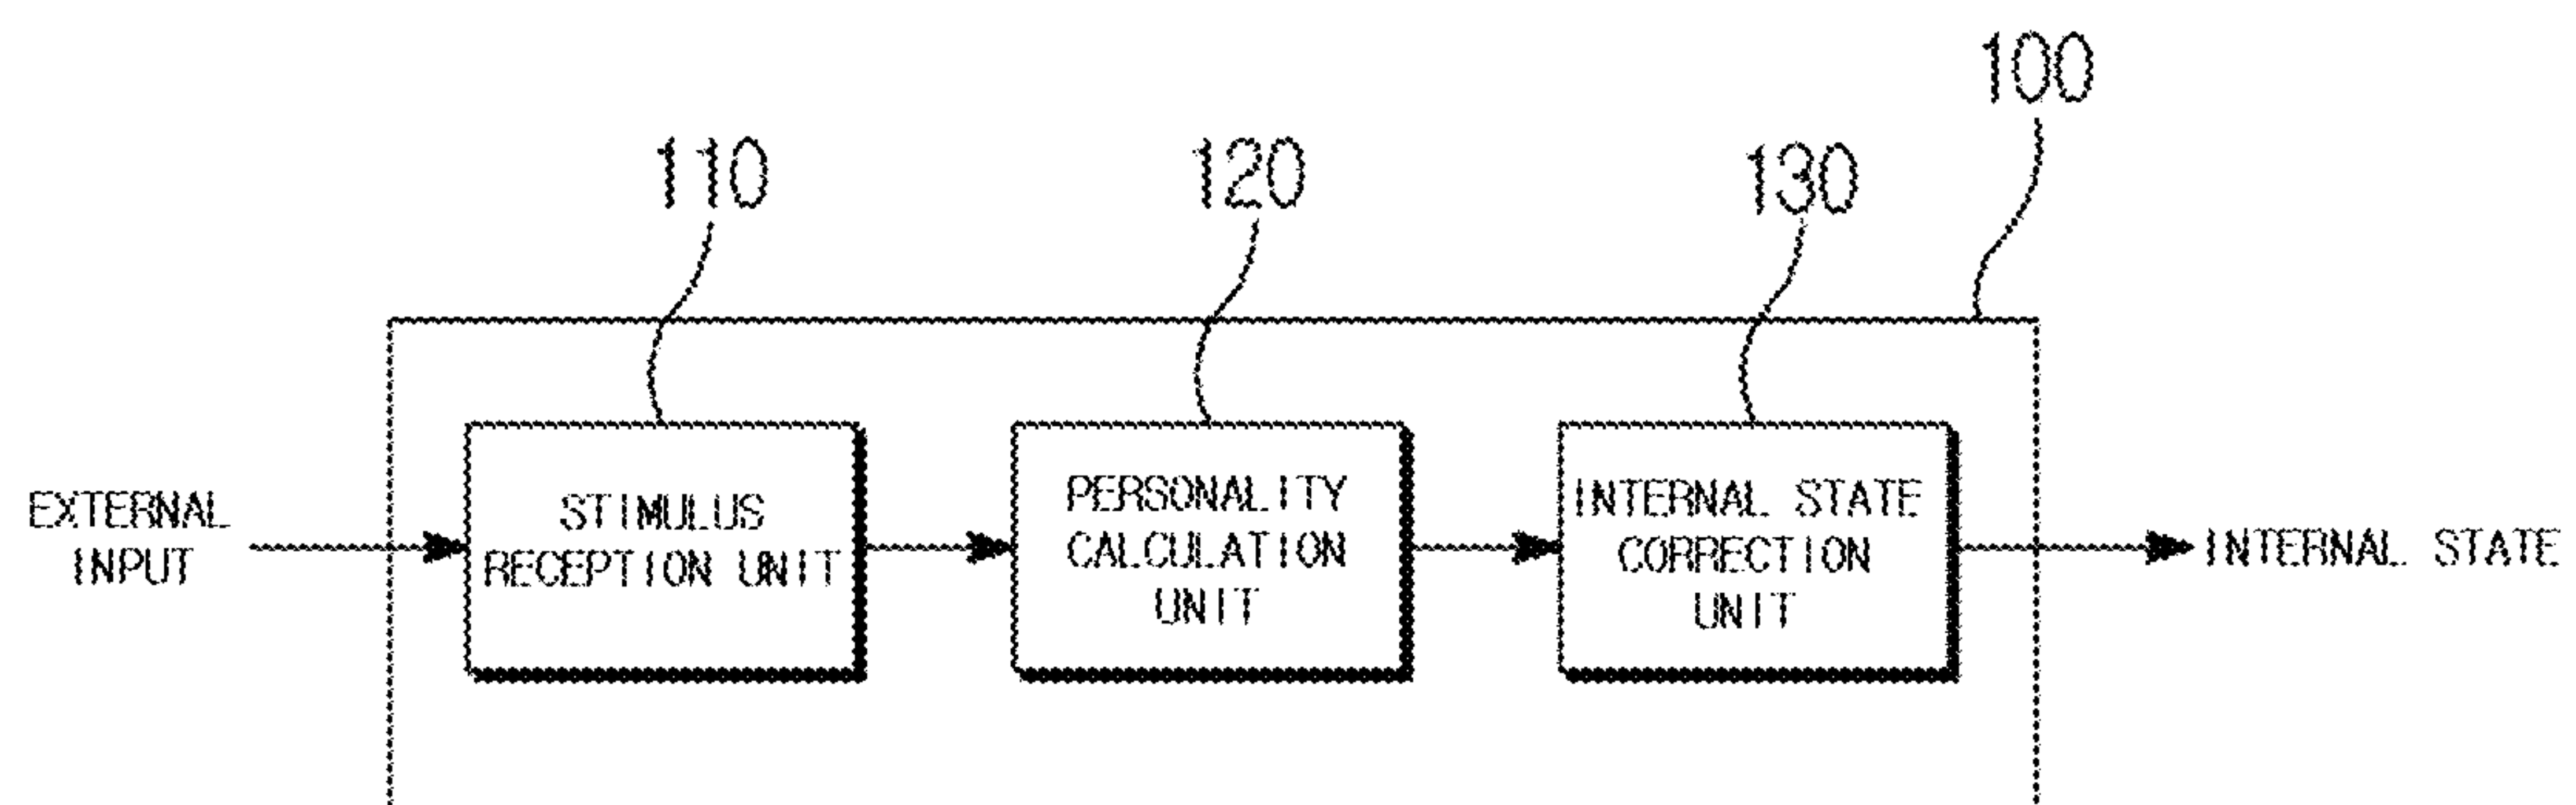 100
110
120
130
EXTERNAL
INPUT
STIMULUS
RECEPTION UNIT
PERSONALITY
CALCULATION
UNIT
INTERNAL STATE
CORRECTION
UNIT
INTERNAL STATE